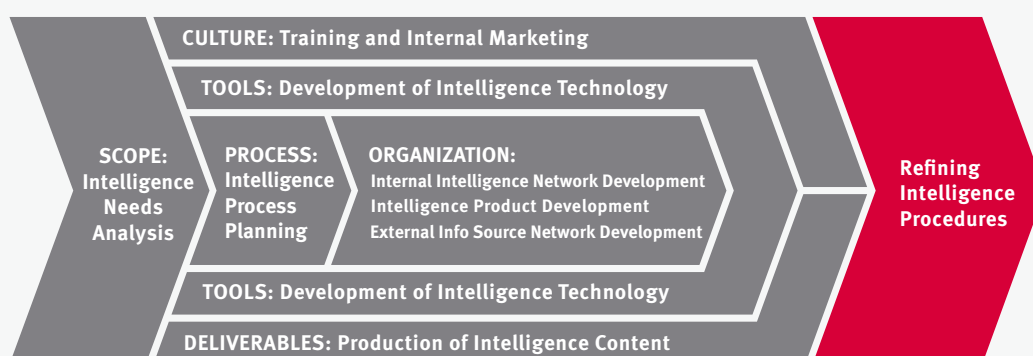 CULTURE: Training and Internal Marketing
TOOLS: Development of Intelligence Technology
SCOPE:
Intelligence
Needs
Analysis
PROCESS:
Intelligence
Process
Planning
ORGANIZATION:
Internal Intelligence Network Development
Intelligence Product Development
External Info Source Network Development
Refining
Intelligence
Procedures
TOOLS: Development of Intelligence Technology
DELIVERABLES: Production of Intelligence Content